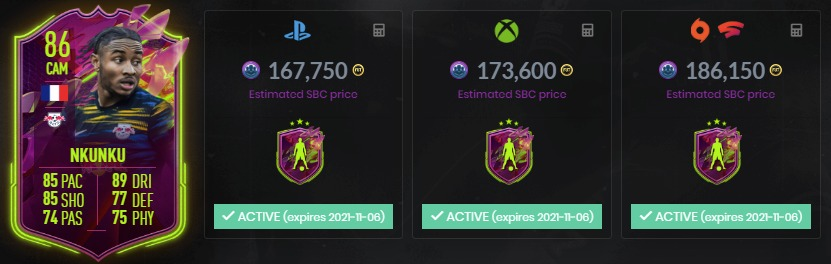 86
CAM
NKUNKU
85 PAC 89 DRI
85 SHO 77 DEF
74 PAS 75 PHY
167,750
Estimated SBC price
✓ ACTIVE (expires 2021-11-06)
173,600
Estimated SBC price
✓ ACTIVE (expires 2021-11-06)
186,150
Estimated SBC price
✓ ACTIVE (expires 2021-11-06)